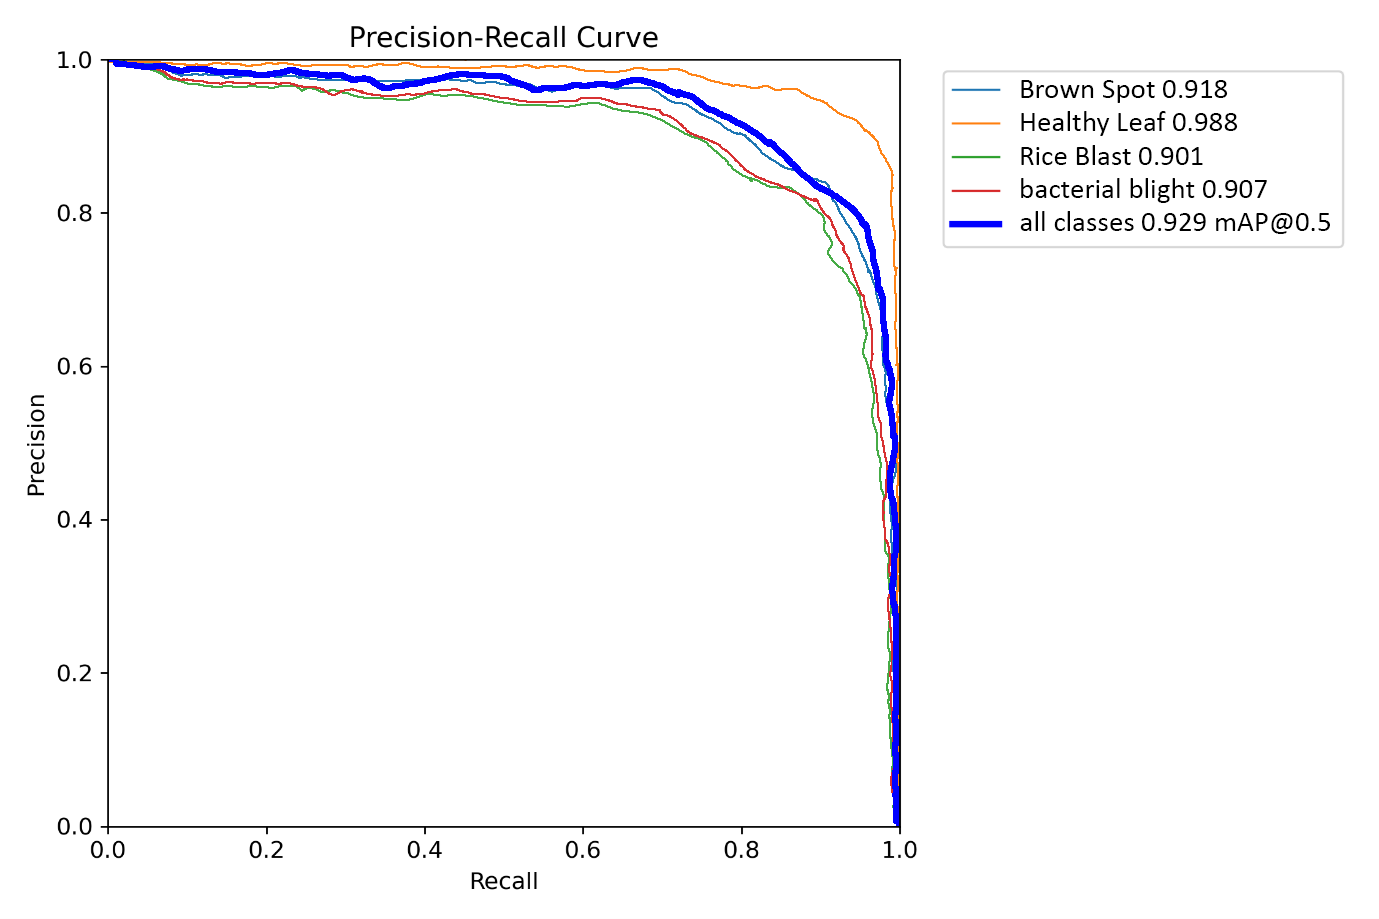 Precision-Recall Curve
1.0
0.8
0.6
0.4
0.2
0.0
Precision
0.0 0.2 0.4 0.6 0.8 1.0
Recall
Brown Spot 0.918
Healthy Leaf 0.988
Rice Blast 0.901
bacterial blight 0.907
all classes 0.929 mAP@0.5